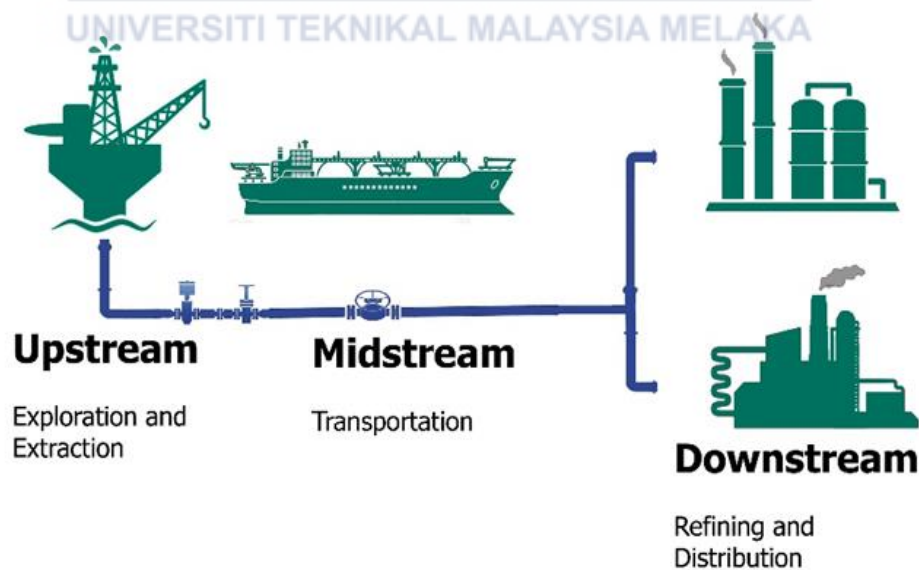 UNIVERSITI TEKNIKAL MALAYSIA MELAKA
Upstream
Exploration and
Extraction
Midstream
Transportation
Downstream
Refining and
Distribution